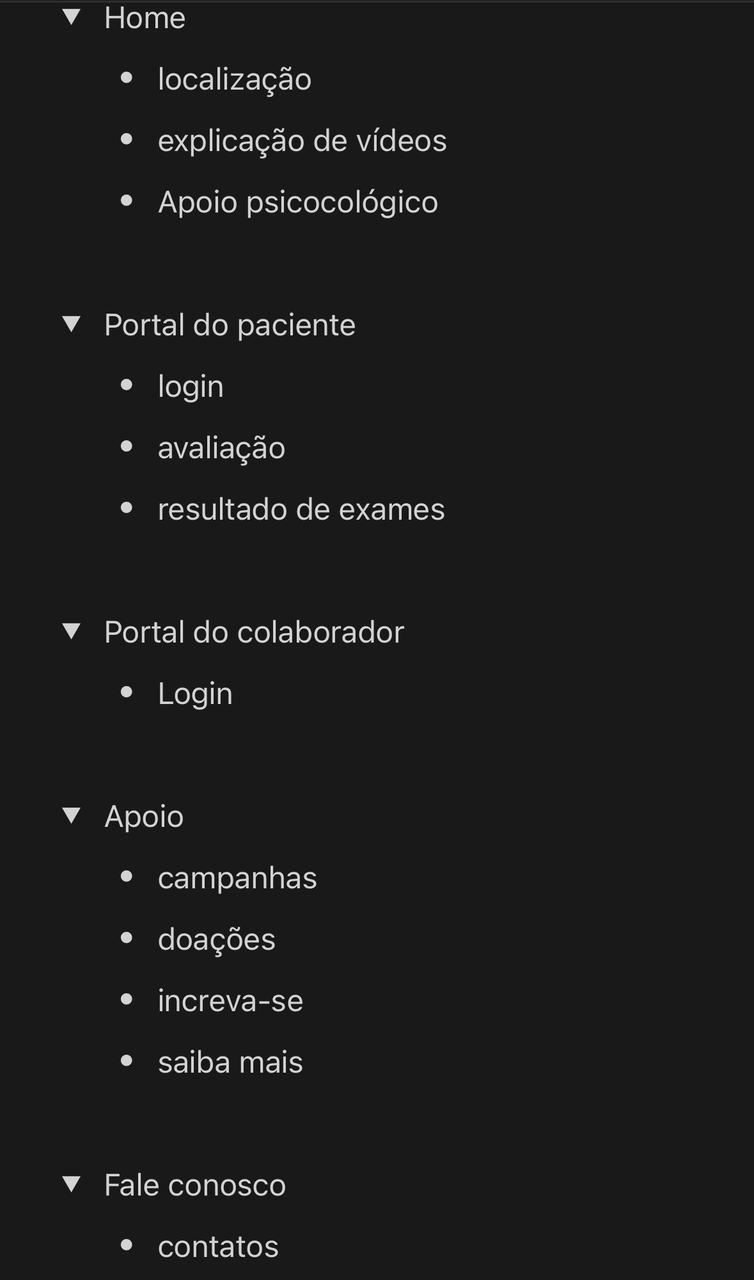 Home
localização
explicação de vídeos
Apoio psicocológico
Portal do paciente
login
avaliação
resultado de exames
Portal do colaborador
Login
Apoio
campanhas
doações
increva-se
saiba mais
Fale conosco
contatos